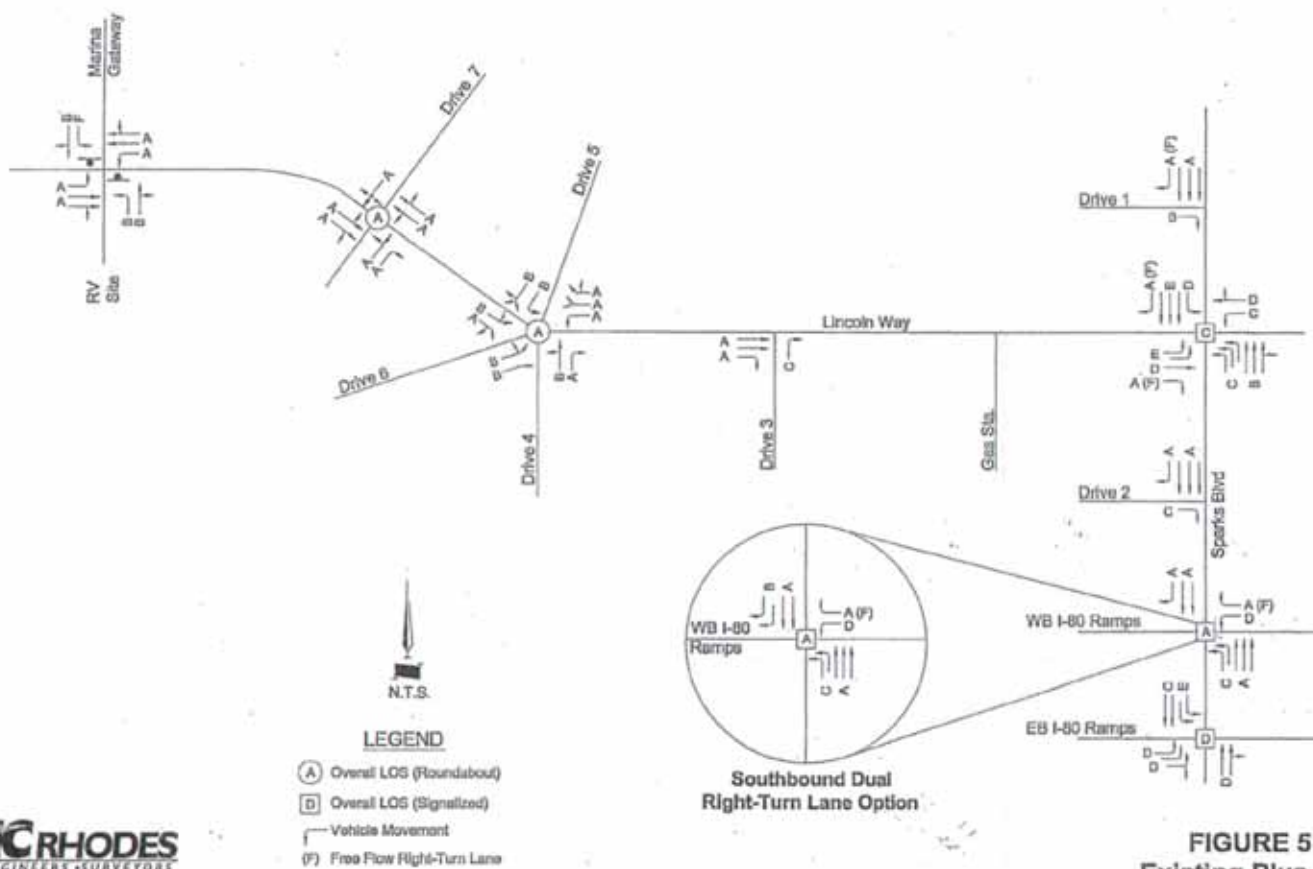 Marina
Gateway
B
F
A
A
A
A
B
B
RV
Site
Drive 7
A
A
A
A
A
A
A
A
Drive 5
B
B
B
A
A
A
A
A
B
B
B
A
Drive 6
Drive 4
Lincoln Way
A
A
C
Drive 3
Gas Sta.
A (F)
A
Drive 1
B
A (F)
E
D
D
C
C
E
D
A (F)
C
B
A
A
Drive 2
C
Sparks Blvd
A
A
WB I-80 Ramps
A
A (F)
D
C
A
C
E
EB I-80 Ramps
D
D
D
D
B
A
A (F)
D
WB I-80
Ramps
A
C
A
Southbound Dual
Right-Turn Lane Option
N.T.S.
LEGEND
A Overall LOS (Roundabout)
D Overall LOS (Signalized)
Vehicle Movement
(F) Free Flow Right-Turn Lane
RHODES
FIGURE 5